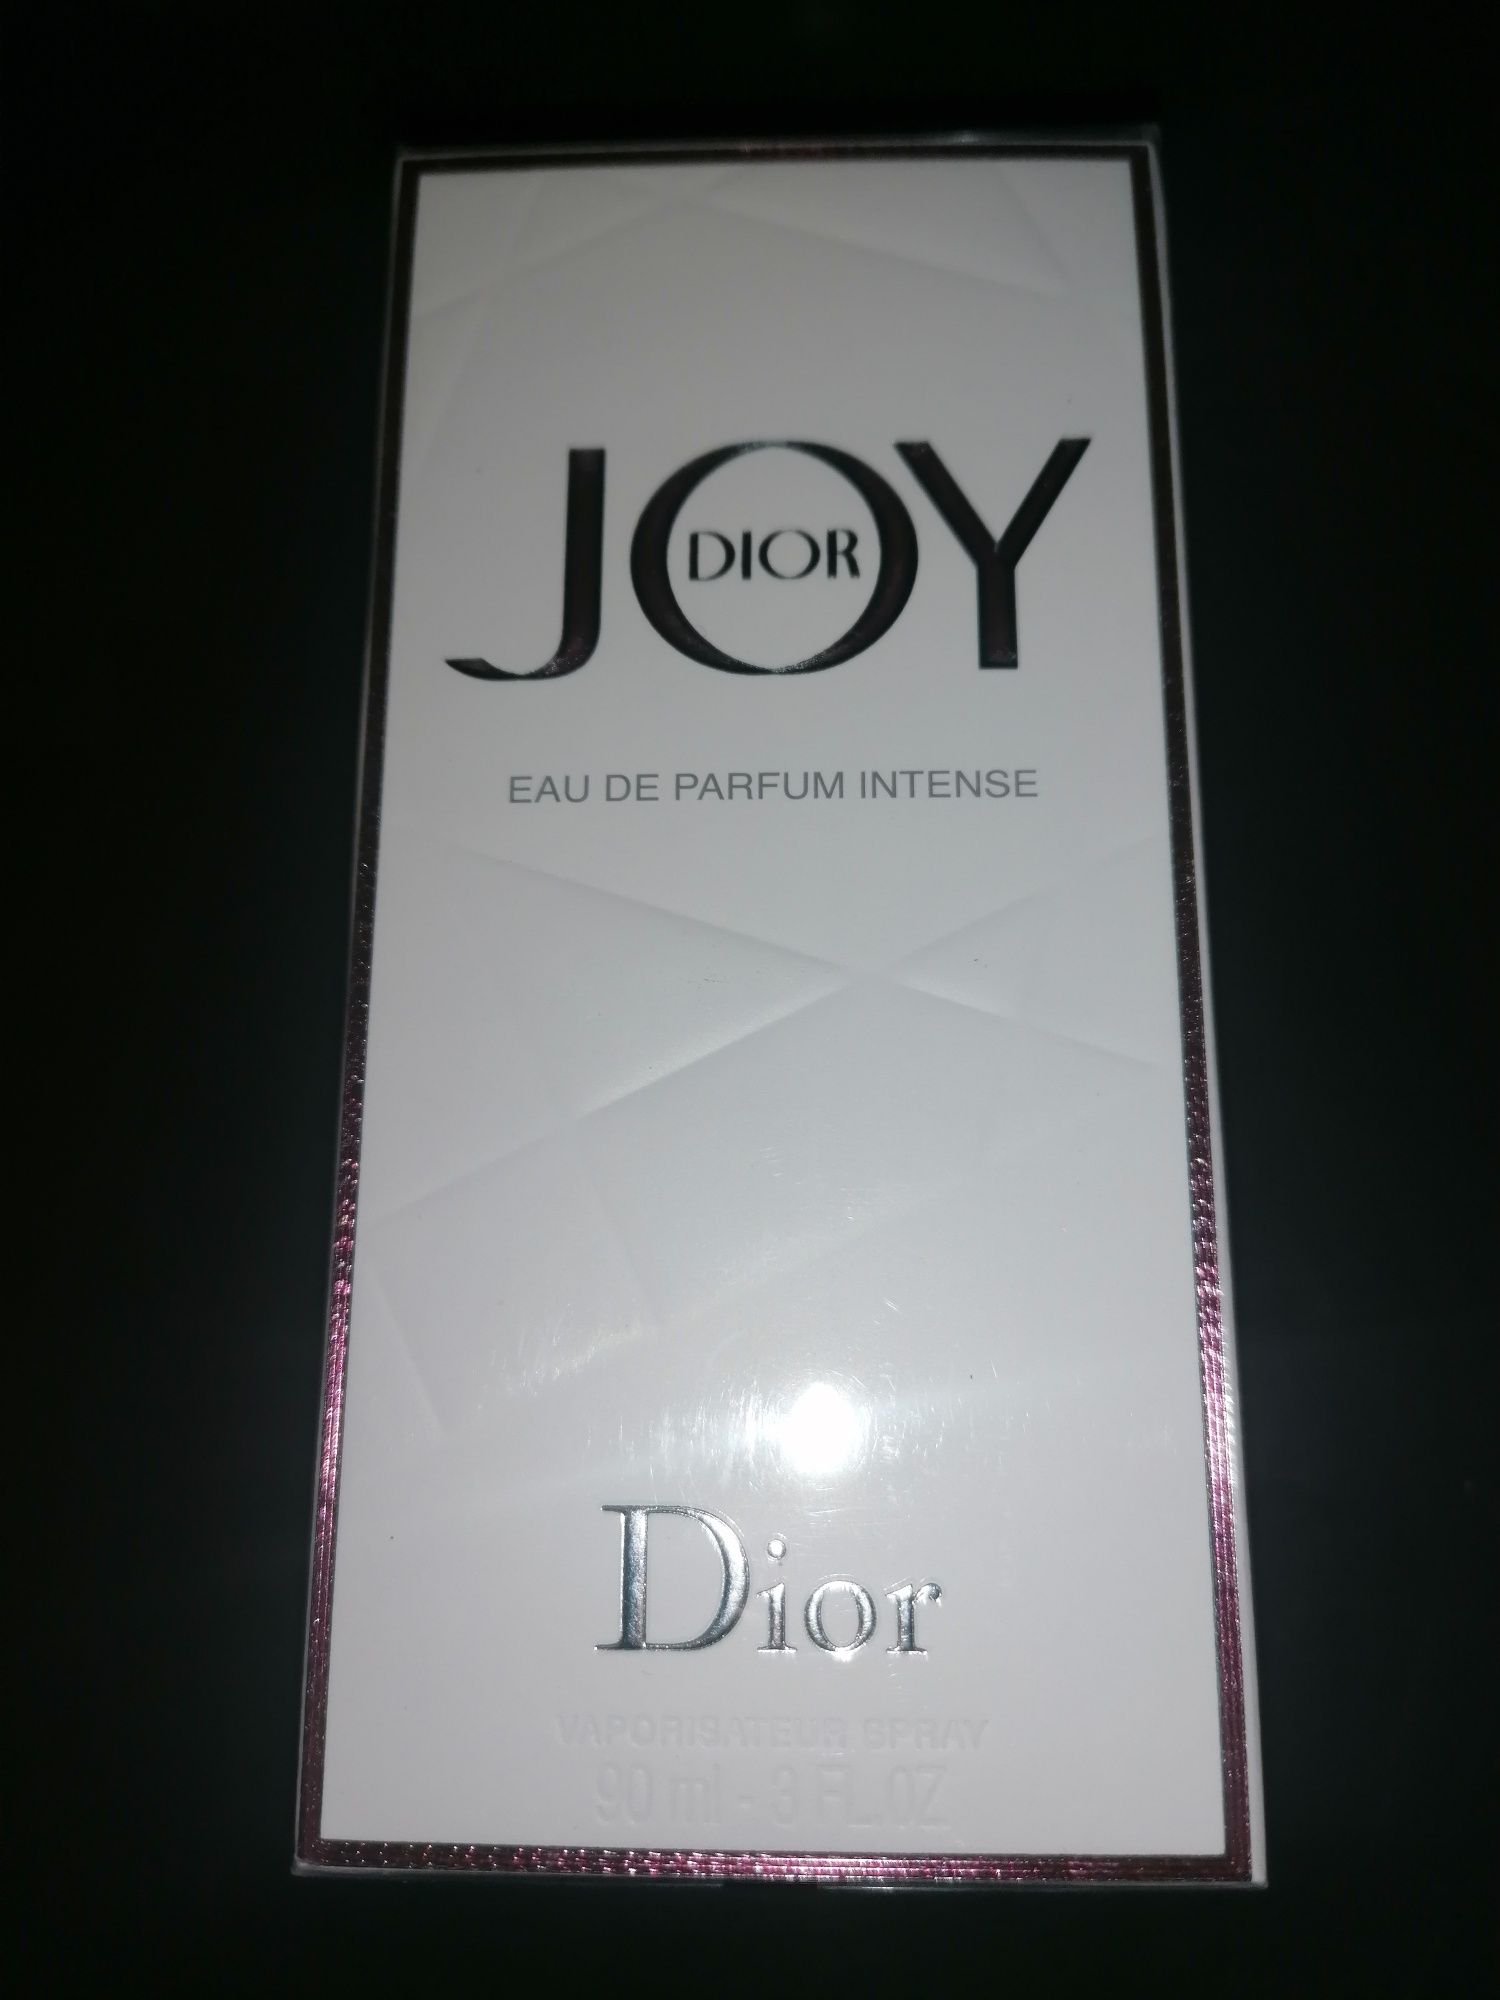 JOY
DIOR
EAU DE PARFUM INTENSE
Dior
VAPORISATEUR SPRAY
90 ml - 3 FL.OZ